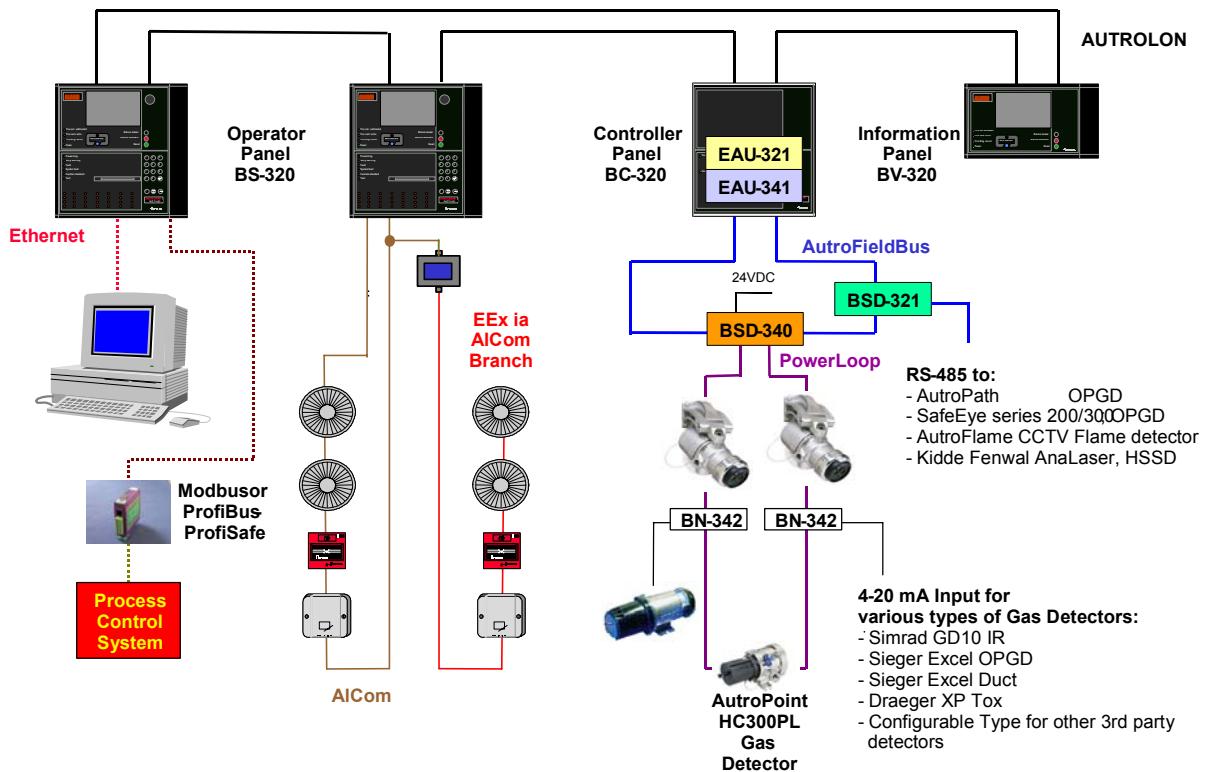 AUTROLON
Operator
Panel
BS-320
Controller
Panel
BC-320
EAU-321
EAU-341
Information
Panel
BV-320
Ethernet
AutroFieldBus
24VDC
BSD-321
BSD-340
PowerLoop
EEx ia
AlCom
Branch
RS-485 to:
- AutroPath OPGD
- SafeEye series 200/300, OPGD
- AutroFlame CCTV Flame detector
- Kidde Fenwal AnaLaser, HSSD
Modbusor
ProfiBus-
ProfiSafe
BN-342
BN-342
Process
Control
System
4-20 mA Input for
various types of Gas Detectors:
- Simrad GD10 IR
- Sieger Excel OPGD
- Sieger Excel Duct
- Draeger XP Tox
- Configurable Type for other 3rd party
detectors
AlCom
AutroPoint
HC300PL
Gas
Detector